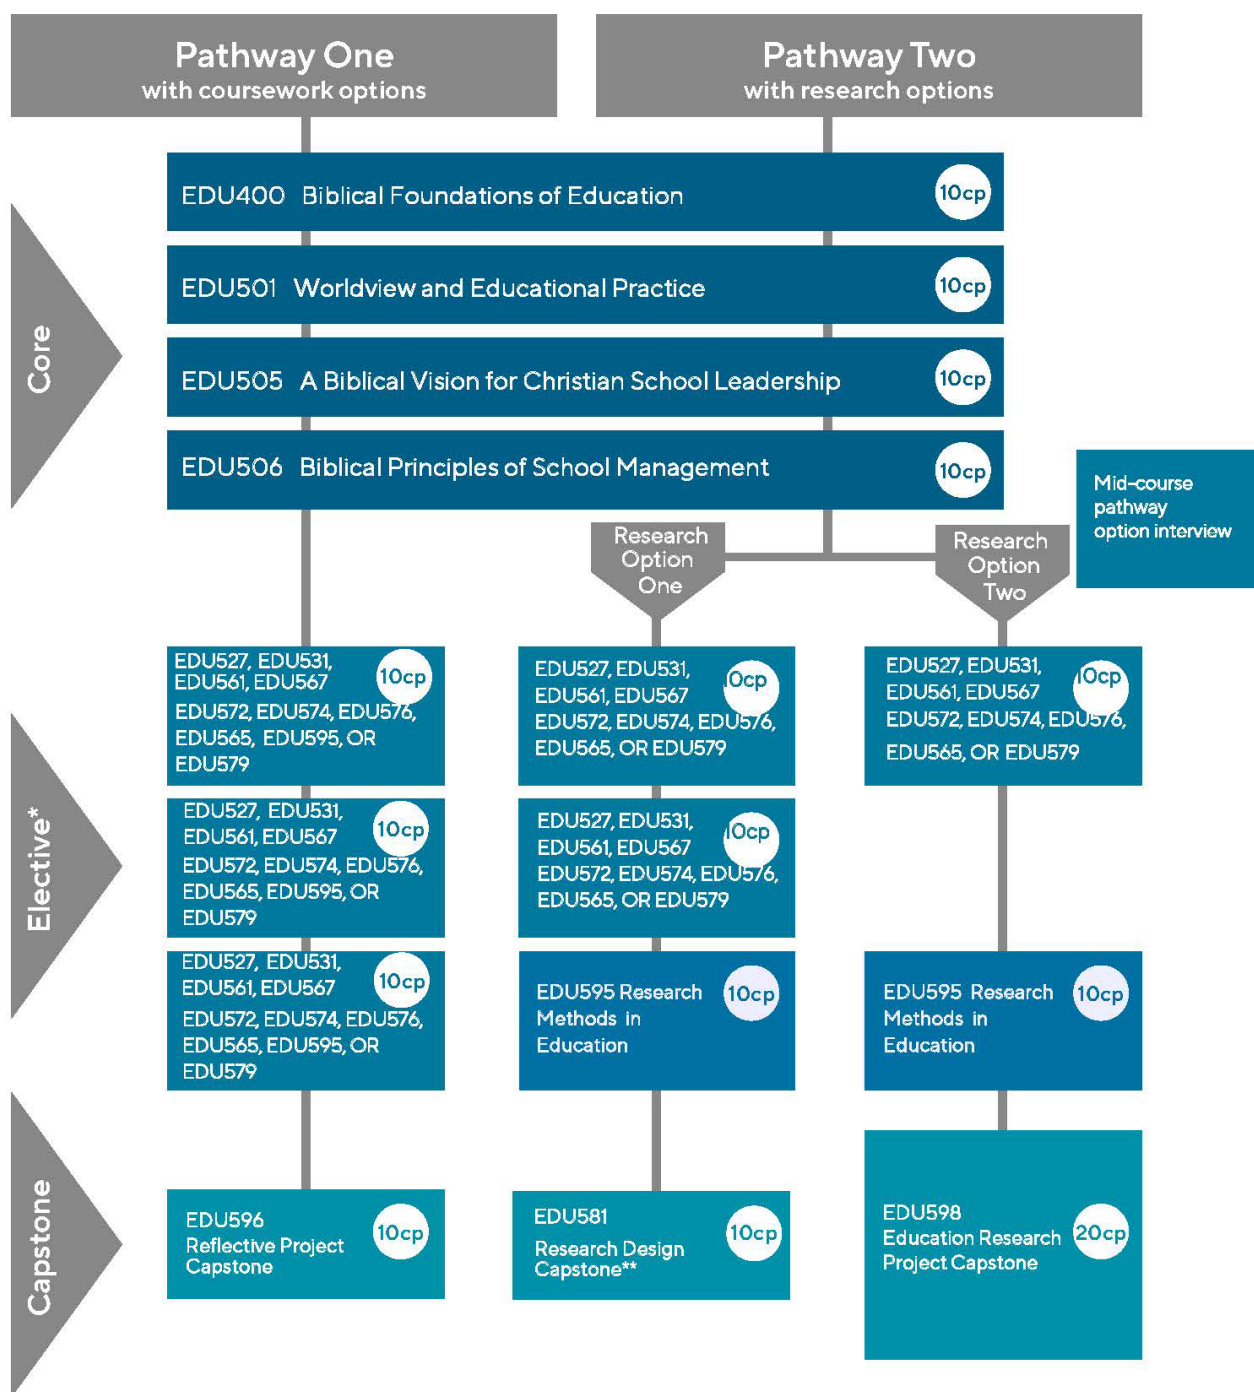 Pathway One
with coursework options
Pathway Two
with research options
Core
EDU400 Biblical Foundations of Education
10cp
EDU501 Worldview and Educational Practice
10cp
EDU505 A Biblical Vision for Christian School Leadership
10cp
EDU506 Biblical Principles of School Management
10cp
Mid-course
pathway
option interview
Research
Option
One
Research
Option
Two
Elective*
EDU527, EDU531,
EDU561, EDU567
EDU572, EDU574, EDU576,
EDU565, EDU595, OR
EDU579
10cp
EDU527, EDU531,
EDU561, EDU567
EDU572, EDU574, EDU576,
EDU565, OR EDU579
10cp
EDU527, EDU531,
EDU561, EDU567
EDU572, EDU574, EDU576,
EDU565, OR EDU579
10cp
EDU527, EDU531,
EDU561, EDU567
EDU572, EDU574, EDU576,
EDU565, EDU595, OR
EDU579
10cp
EDU527, EDU531,
EDU561, EDU567
EDU572, EDU574, EDU576,
EDU565, OR EDU579
10cp
EDU527, EDU531,
EDU561, EDU567
EDU572, EDU574, EDU576,
EDU565, EDU595, OR
EDU579
10cp
EDU595 Research
Methods in
Education
10cp
EDU595 Research
Methods in
Education
10cp
Capstone
EDU596
Reflective Project
Capstone
10cp
EDU581
Research Design
Capstone**
10cp
EDU598
Education Research
Project Capstone
20cp